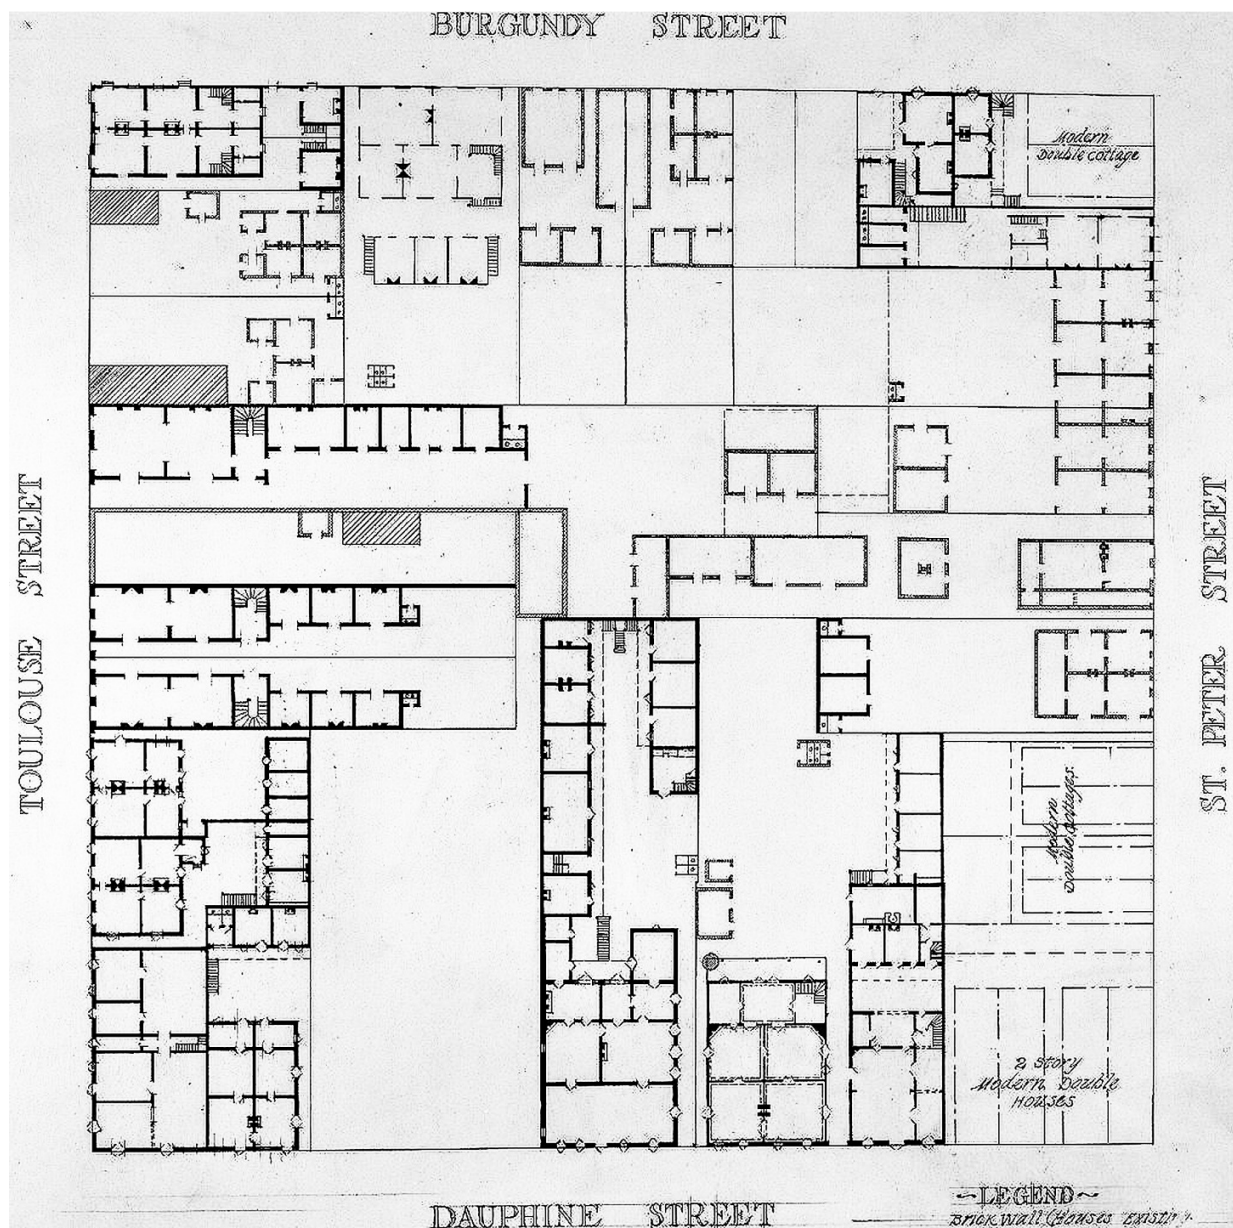 BURGUNDY STREET
Modern
Double Cottage
TOULOUSE STREET
ST. PETER STREET
Modern
Double Cottages.
2 Story
Modern Double
Houses
DAUPHINE STREET
~LEGEND~
Brick Wall (Houses